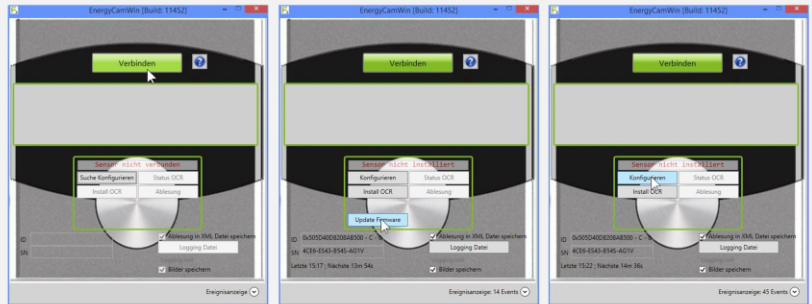 EnergyCamWin [Build: 11452]
Verbinden
Sensor nicht verbunden
Suche Konfigurieren
Status OCR
Install OCR
Ablesung
ID
Ablesung in XML Datei speichern
SN
Logging Datei
Bilder speichern
Ereignisanzeige:
EnergyCamWin [Build: 11452]
Verbinden
Sensor nicht installiert
Konfigurieren
Status OCR
Install OCR
Ablesung
Update Firmware
ID 0x505D40D8208AB500 - C -
Ablesung in XML Datei speichern
SN 4CE6-E543-B545-AG1V
Logging Datei
Letzte 15:17 ; Nächste 13m 54s
Bilder speichern
Ereignisanzeige: 14 Events
EnergyCamWin [Build: 11452]
Verbinden
Sensor nicht installiert
Konfigurieren
Status OCR
Install OCR
Ablesung
ID 0x505D40D8208AB500 - C -
Ablesung in XML Datei speichern
SN 4CE6-E543-B545-AG1V
Logging Datei
Letzte 15:22 ; Nächste 14m 36s
Bilder speichern
Ereignisanzeige: 45 Events